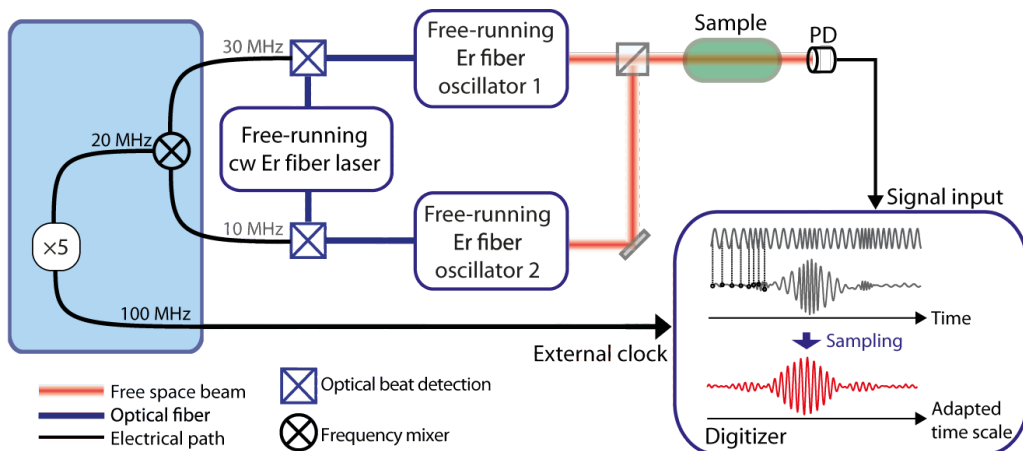 30 MHz
Free-running
Er fiber
oscillator 1
Sample
PD
20 MHz
Free-running
cw Er fiber laser
Signal input
10 MHz
Free-running
Er fiber
oscillator 2
×5
100 MHz
External clock
Time
Sampling
Adapted
time scale
Digitizer
Free space beam
Optical fiber
Electrical path
Optical beat detection
Frequency mixer